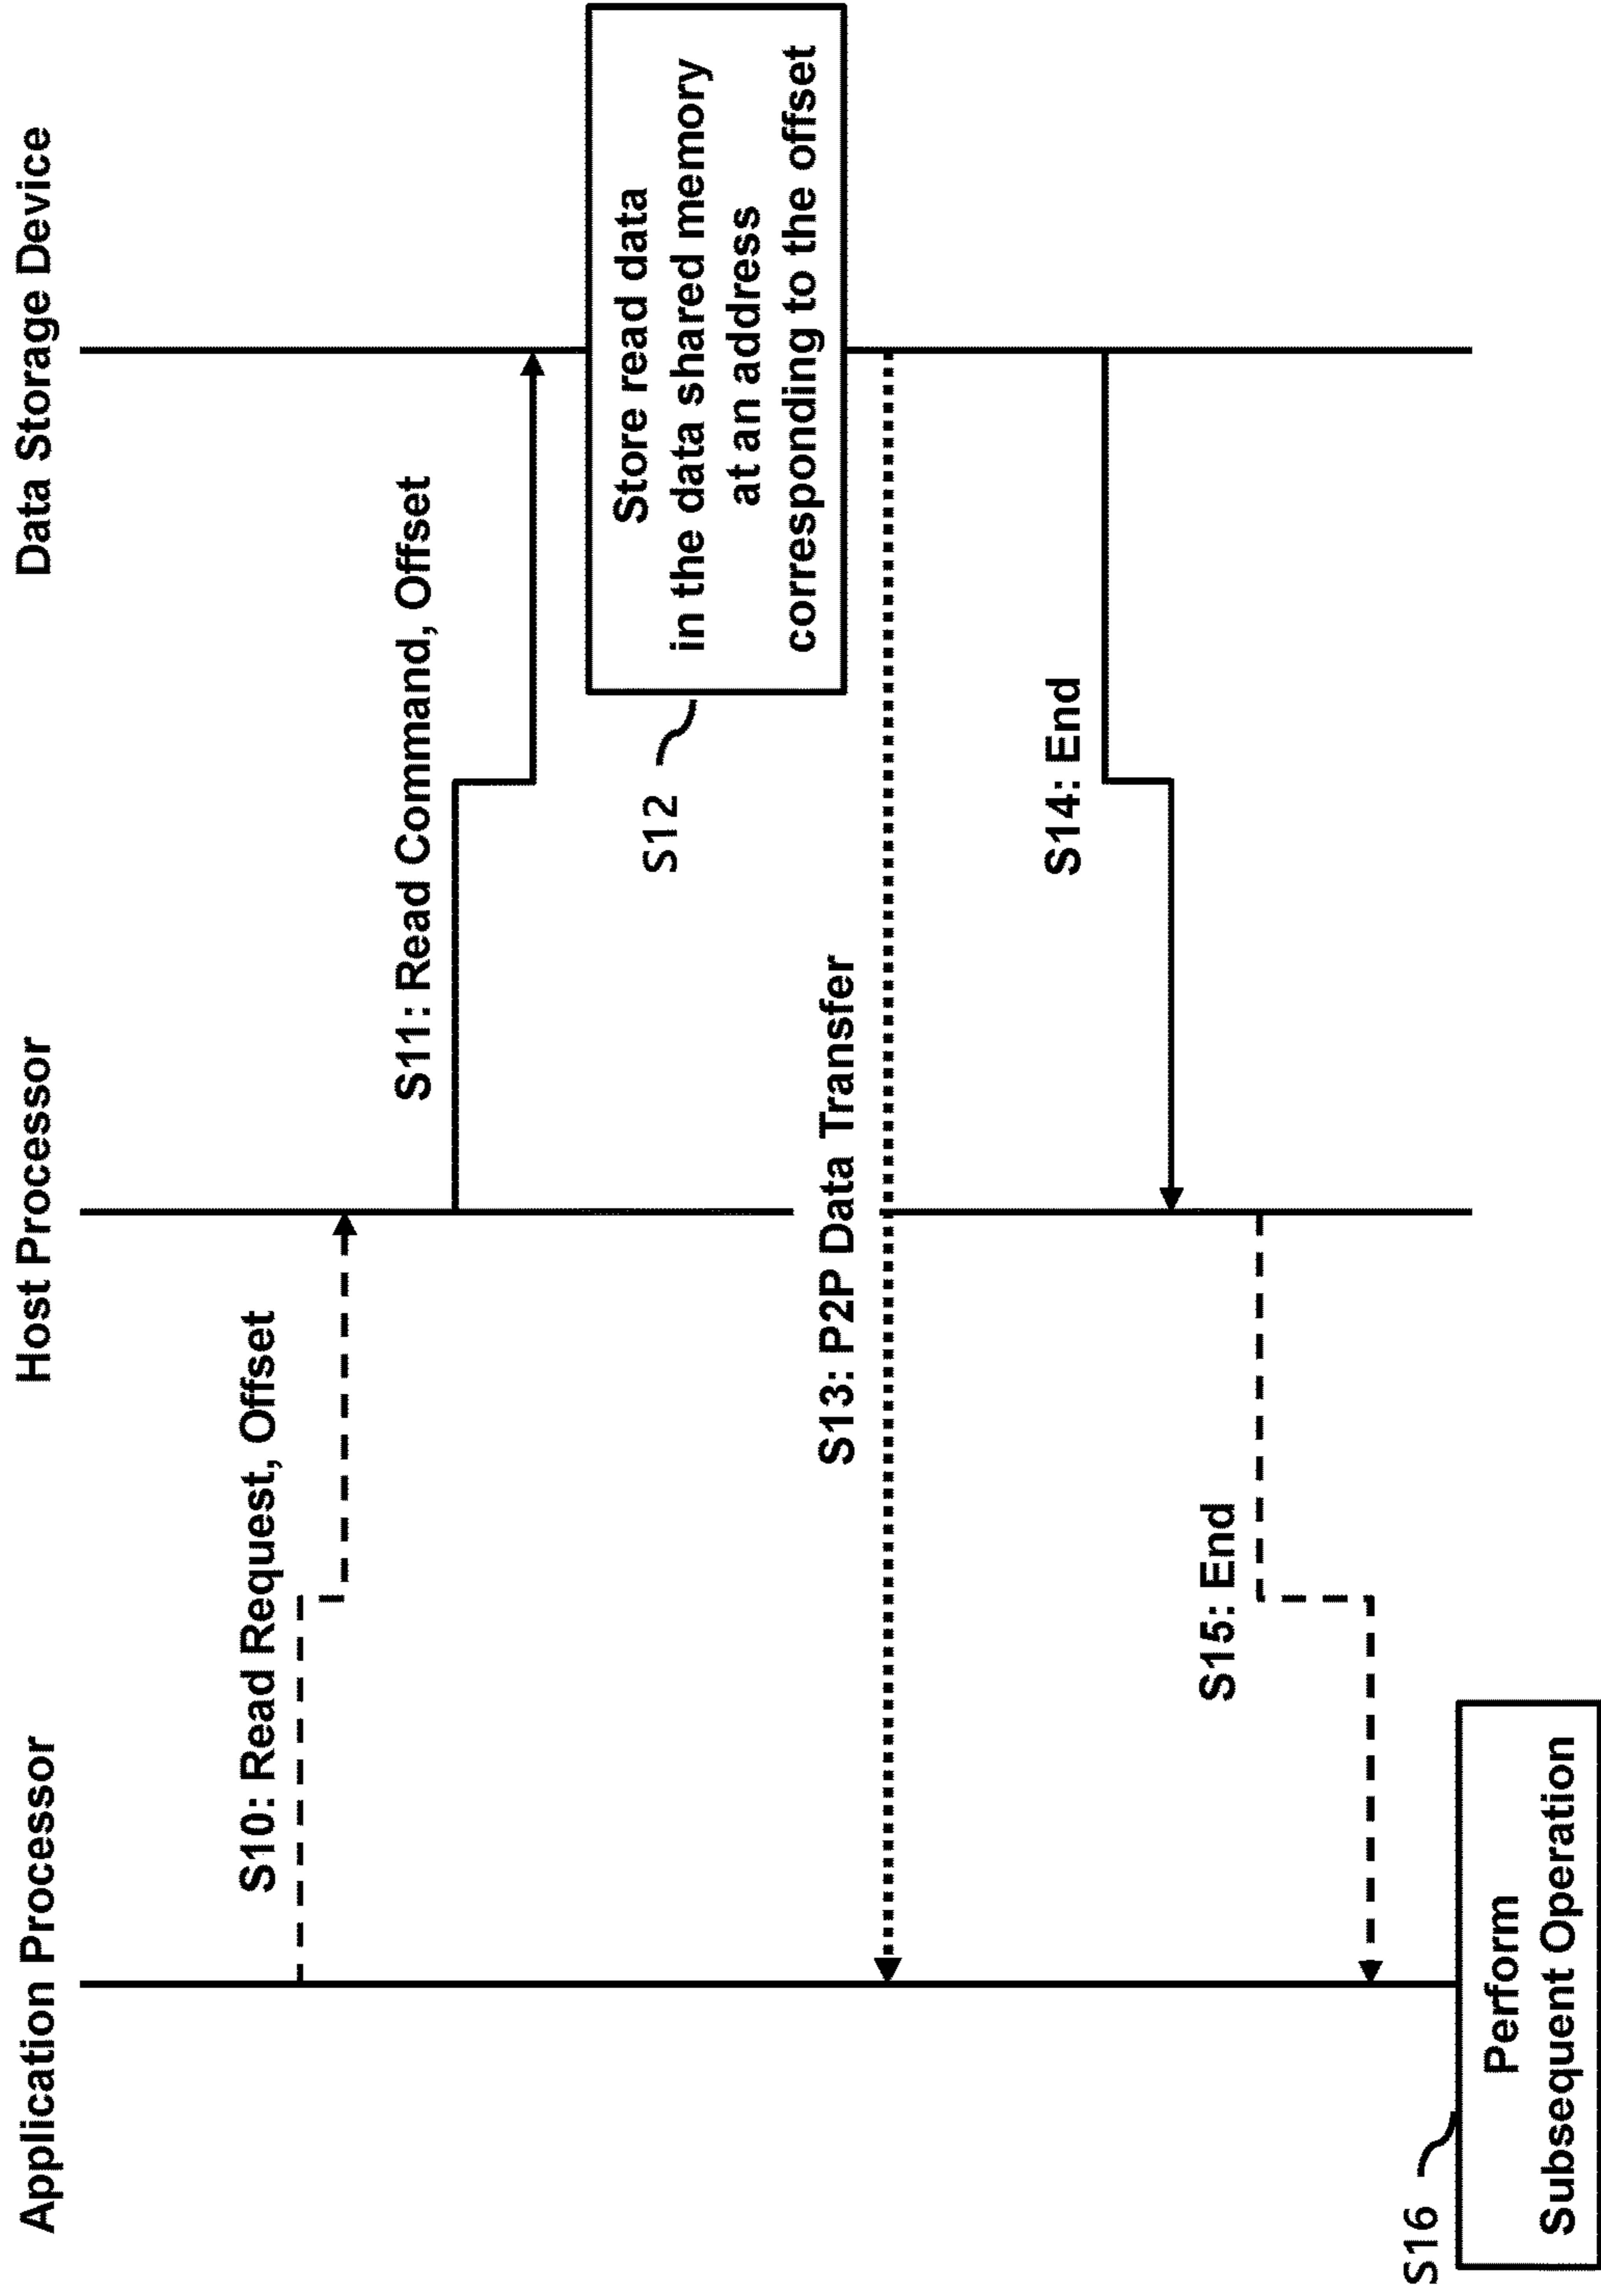 Application Processor
Host Processor
Data Storage Device
S10: Read Request, Offset
S11: Read Command, Offset
S12
Store read data
in the data shared memory
at an address
corresponding to the offset
S13: P2P Data Transfer
S14: End
S15: End
S16
Perform
Subsequent Operation